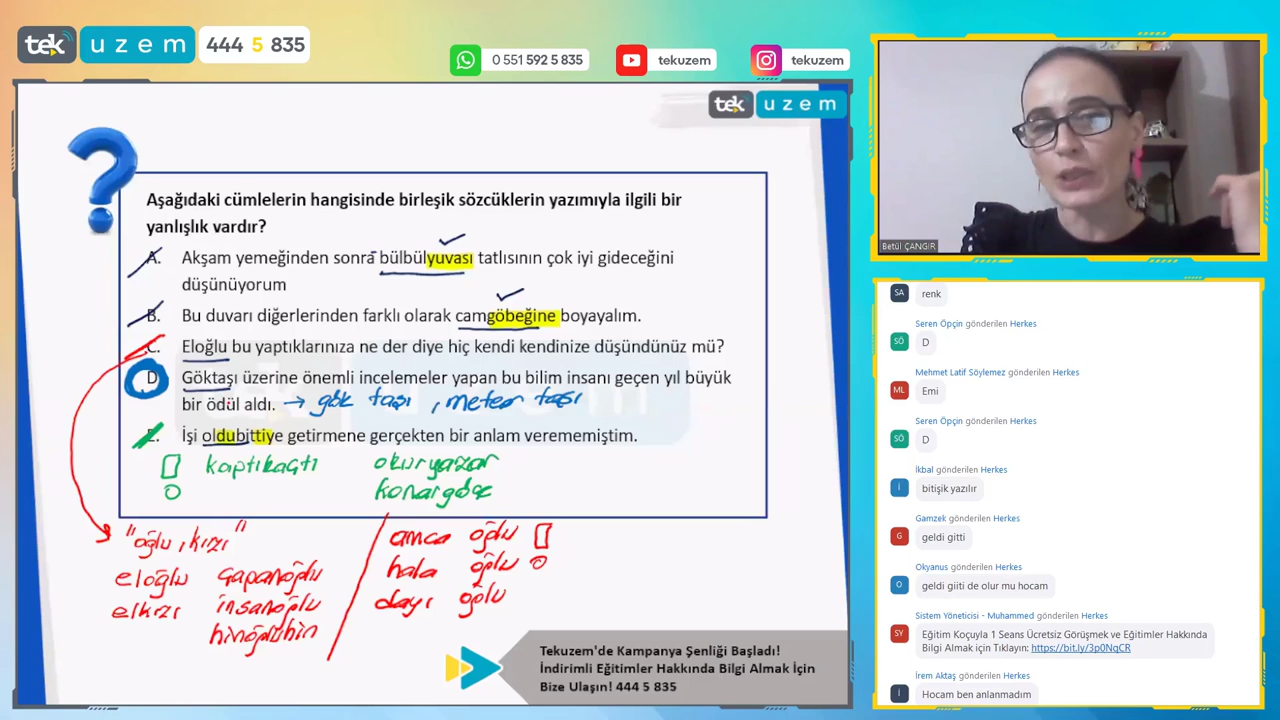 tek uzem 444 5 835
0 551 592 5 835
tekuzem
tekuzem
tek uzem
Aşağıdaki cümlelerin hangisinde birleşik sözcüklerin yazımıyla ilgili bir
yanlışlık vardır?
A. Akşam yemeğinden sonra bülbülyuvası tatlısının çok iyi gideceğini
düşünüyorum
B. Bu duvarı diğerlerinden farklı olarak camgöbeğine boyayalım.
C. Eloğlu bu yaptıklarınıza ne der diye hiç kendi kendinize düşündünüz mü?
D. Göktaşı üzerine önemli incelemeler yapan bu bilim insanı geçen yıl büyük
bir ödül aldı. → gök taşı, meteor taşı
E. İşi oldubittiye getirmene gerçekten bir anlam verememiştim.
kaptıkaçtı okuryazar
konargöçer
"oğlu, kızı"
eloğlu çapanoğlu
elkızı insanoğlu
hinoğluhin
amca oğlu
hala oğlu
dayı oğlu
Tekuzem'de Kampanya Şenliği Başladı!
İndirimli Eğitimler Hakkında Bilgi Almak İçin
Bize Ulaşın! 444 5 835
Betül ÇANGIR
SA renk
Seren Öpçin gönderilen Herkes
SÖ D
Mehmet Latif Söylemez gönderilen Herkes
ML Emi
Seren Öpçin gönderilen Herkes
SÖ D
İkbal gönderilen Herkes
İ bitişik yazılır
Gamzek gönderilen Herkes
G geldi gitti
Okyanus gönderilen Herkes
O geldi giiti de olur mu hocam
Sistem Yöneticisi - Muhammed gönderilen Herkes
SY Eğitim Koçuyla 1 Seans Ücretsiz Görüşmek ve Eğitimler Hakkında
Bilgi Almak için Tıklayın: https://bit.ly/3p0NqCR
İrem Aktaş gönderilen Herkes
İ Hocam ben anlanmadım